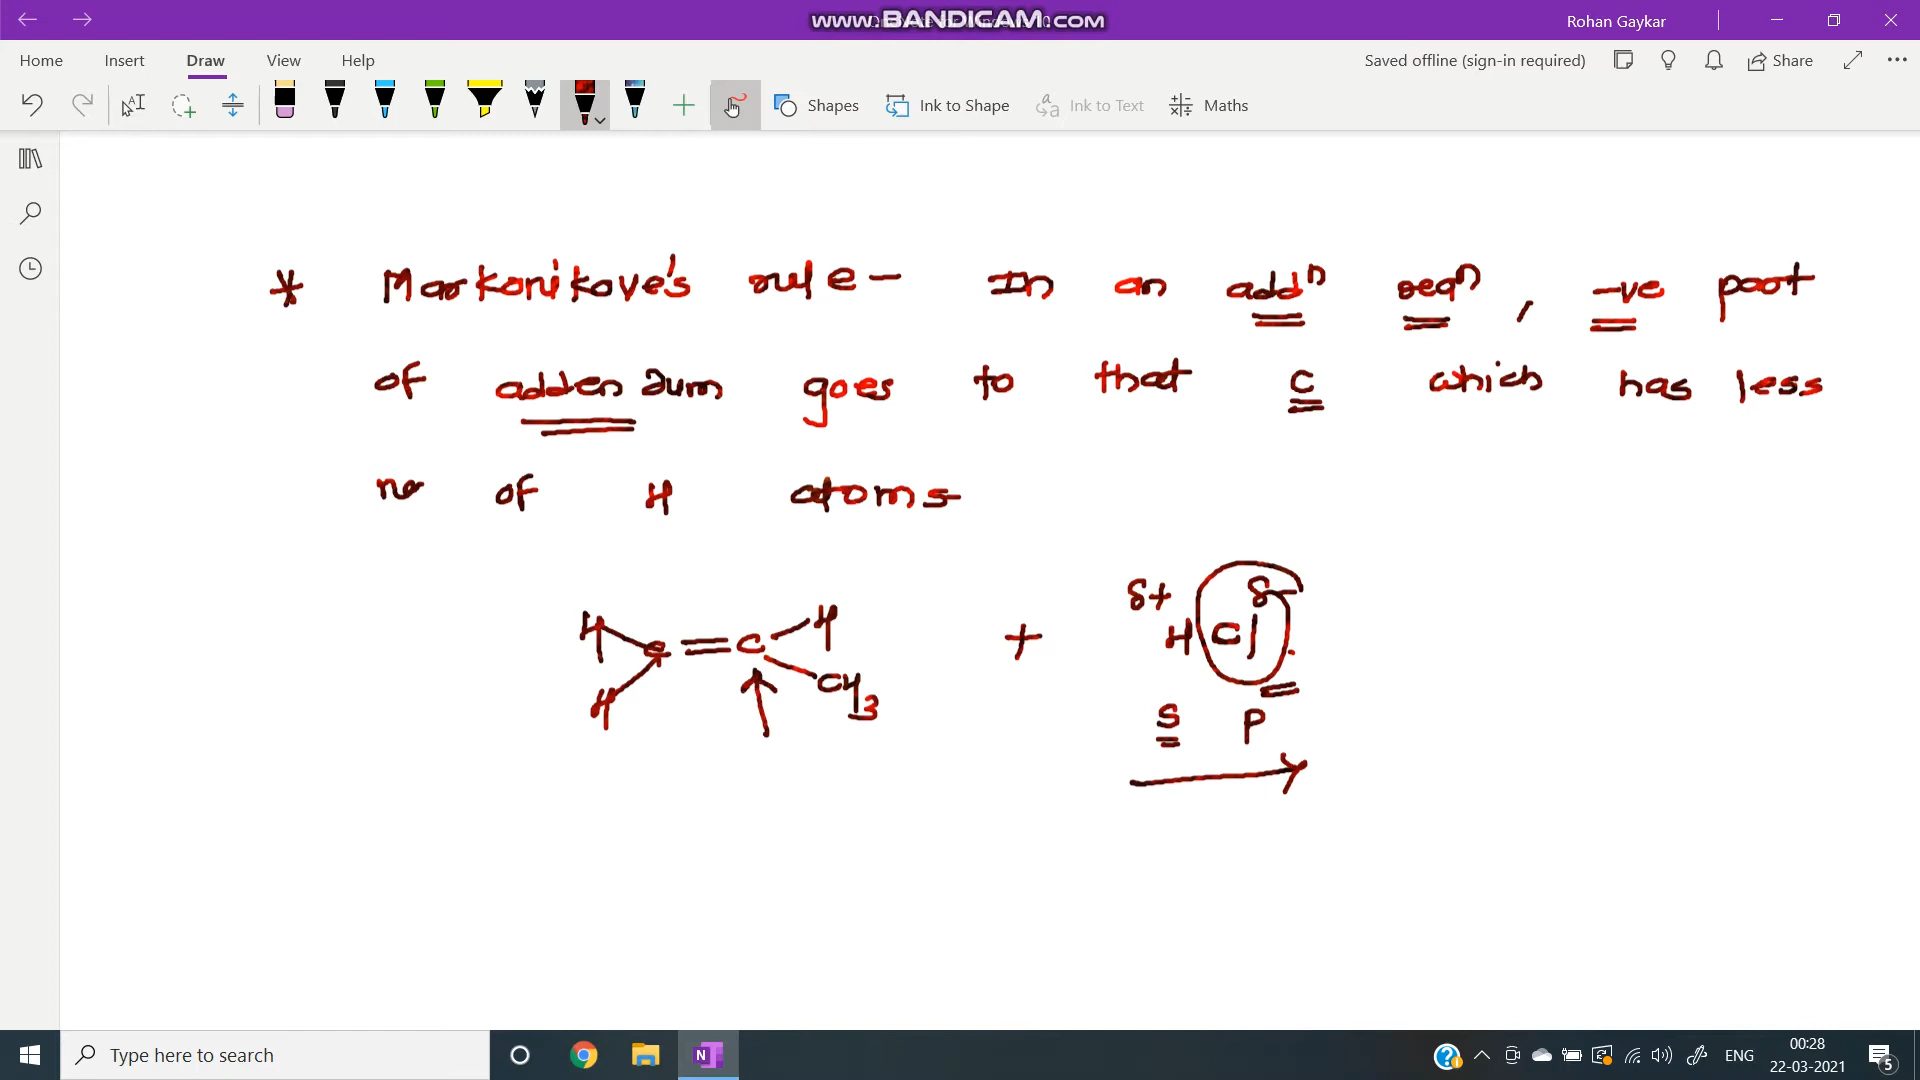 www.BANDICAM.com
Rohan Gaykar
Home Insert Draw View Help
Saved offline (sign-in required) Share
Shapes Ink to Shape Ink to Text Maths
* Markonikove's rule - In an addn reqn, -ve part
of addendum goes to that C which has less
no of H atoms
H H δ+ δ-
C = C + H Cl
H CH3
S P
Type here to search
ENG
00:28
22-03-2021
5